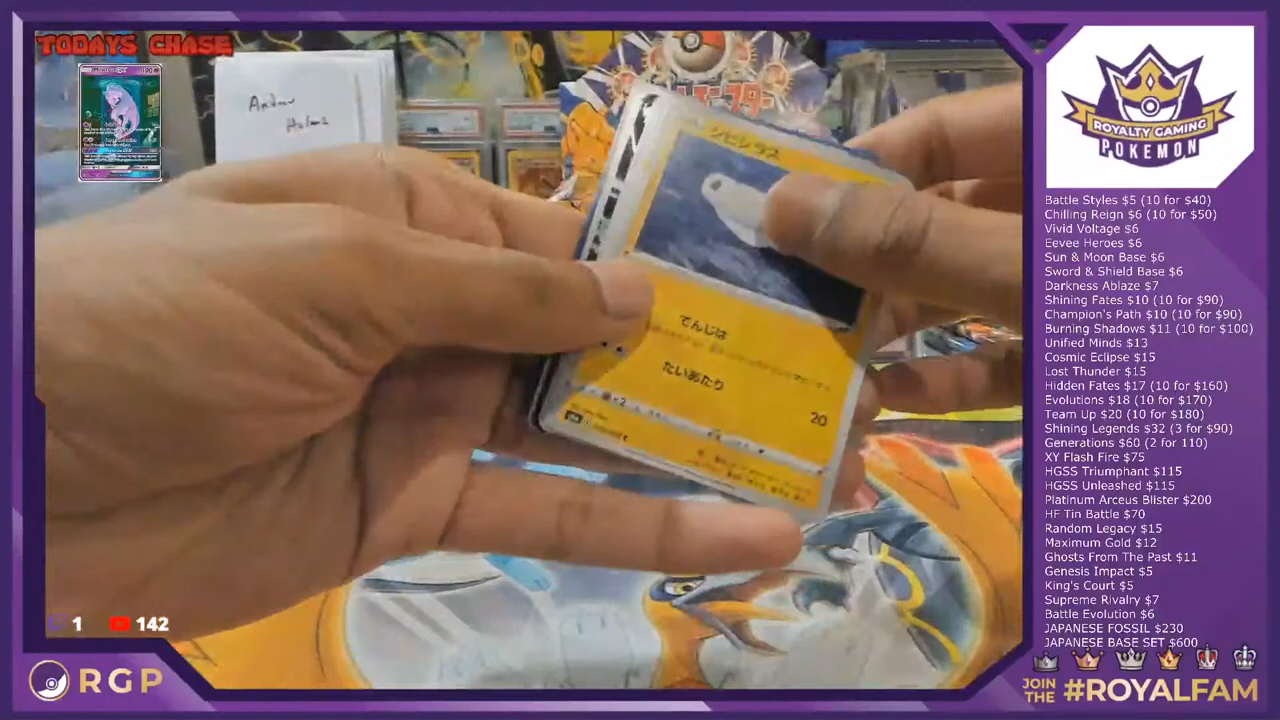 TODAYS CHASE
Andrew
Holmes
シビシラス
でんじは
たいあたり
20
ROYALTY GAMING
POKEMON
Battle Styles $5 (10 for $40)
Chilling Reign $6 (10 for $50)
Vivid Voltage $6
Eevee Heroes $6
Sun & Moon Base $6
Sword & Shield Base $6
Darkness Ablaze $7
Shining Fates $10 (10 for $90)
Champion's Path $10 (10 for $90)
Burning Shadows $11 (10 for $100)
Unified Minds $13
Cosmic Eclipse $15
Lost Thunder $15
Hidden Fates $17 (10 for $160)
Evolutions $18 (10 for $170)
Team Up $20 (10 for $180)
Shining Legends $32 (3 for $90)
Generations $60 (2 for 110)
XY Flash Fire $75
HGSS Triumphant $115
HGSS Unleashed $115
Platinum Arceus Blister $200
HF Tin Battle $70
Random Legacy $15
Maximum Gold $12
Ghosts From The Past $11
Genesis Impact $5
King's Court $5
Supreme Rivalry $7
Battle Evolution $6
JAPANESE FOSSIL $230
JAPANESE BASE SET $600
1 142
RGP
JOIN
THE #ROYALFAM